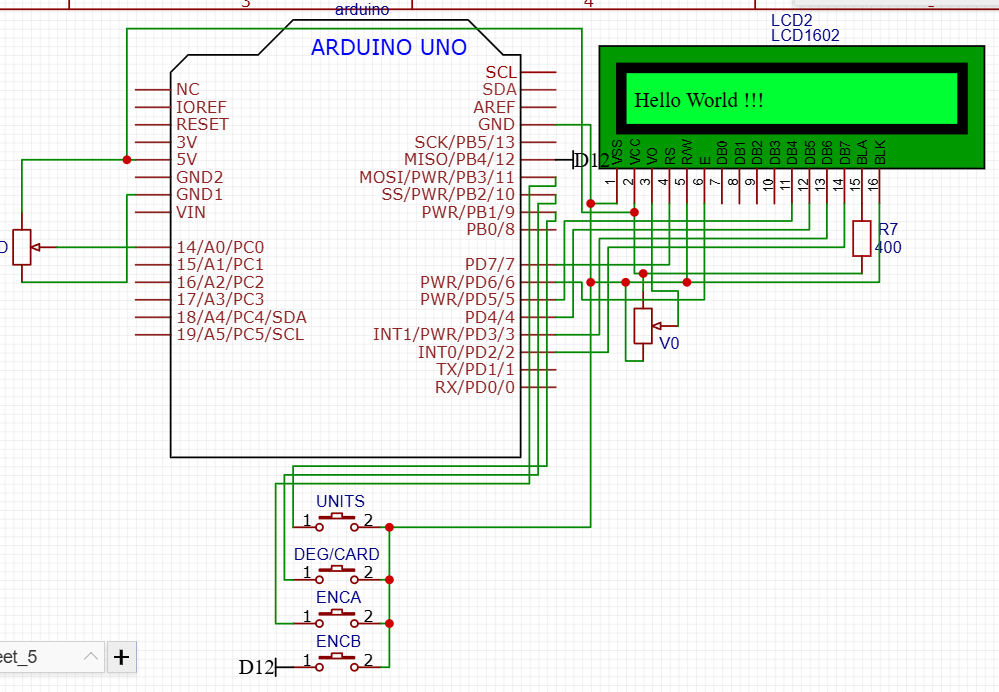 3
4
arduino
ARDUINO UNO
LCD2
LCD1602
Hello World !!!
NC
IOREF
RESET
3V
5V
GND2
GND1
VIN
14/A0/PC0
15/A1/PC1
16/A2/PC2
17/A3/PC3
18/A4/PC4/SDA
19/A5/PC5/SCL
SCL
SDA
AREF
GND
SCK/PB5/13
MISO/PB4/12
MOSI/PWR/PB3/11
SS/PWR/PB2/10
PWR/PB1/9
PB0/8
PD7/7
PWR/PD6/6
PWR/PD5/5
PD4/4
INT1/PWR/PD3/3
INT0/PD2/2
TX/PD1/1
RX/PD0/0
D12
VSS VCC VO RS R/W E DB0 DB1 DB2 DB3 DB4 DB5 DB6 DB7 BLA BLK
1 2 3 4 5 6 7 8 9 10 11 12 13 14 15 16
R7
400
V0
UNITS
1 2
DEG/CARD
1 2
ENCA
1 2
ENCB
D12 1 2
eet_5
+